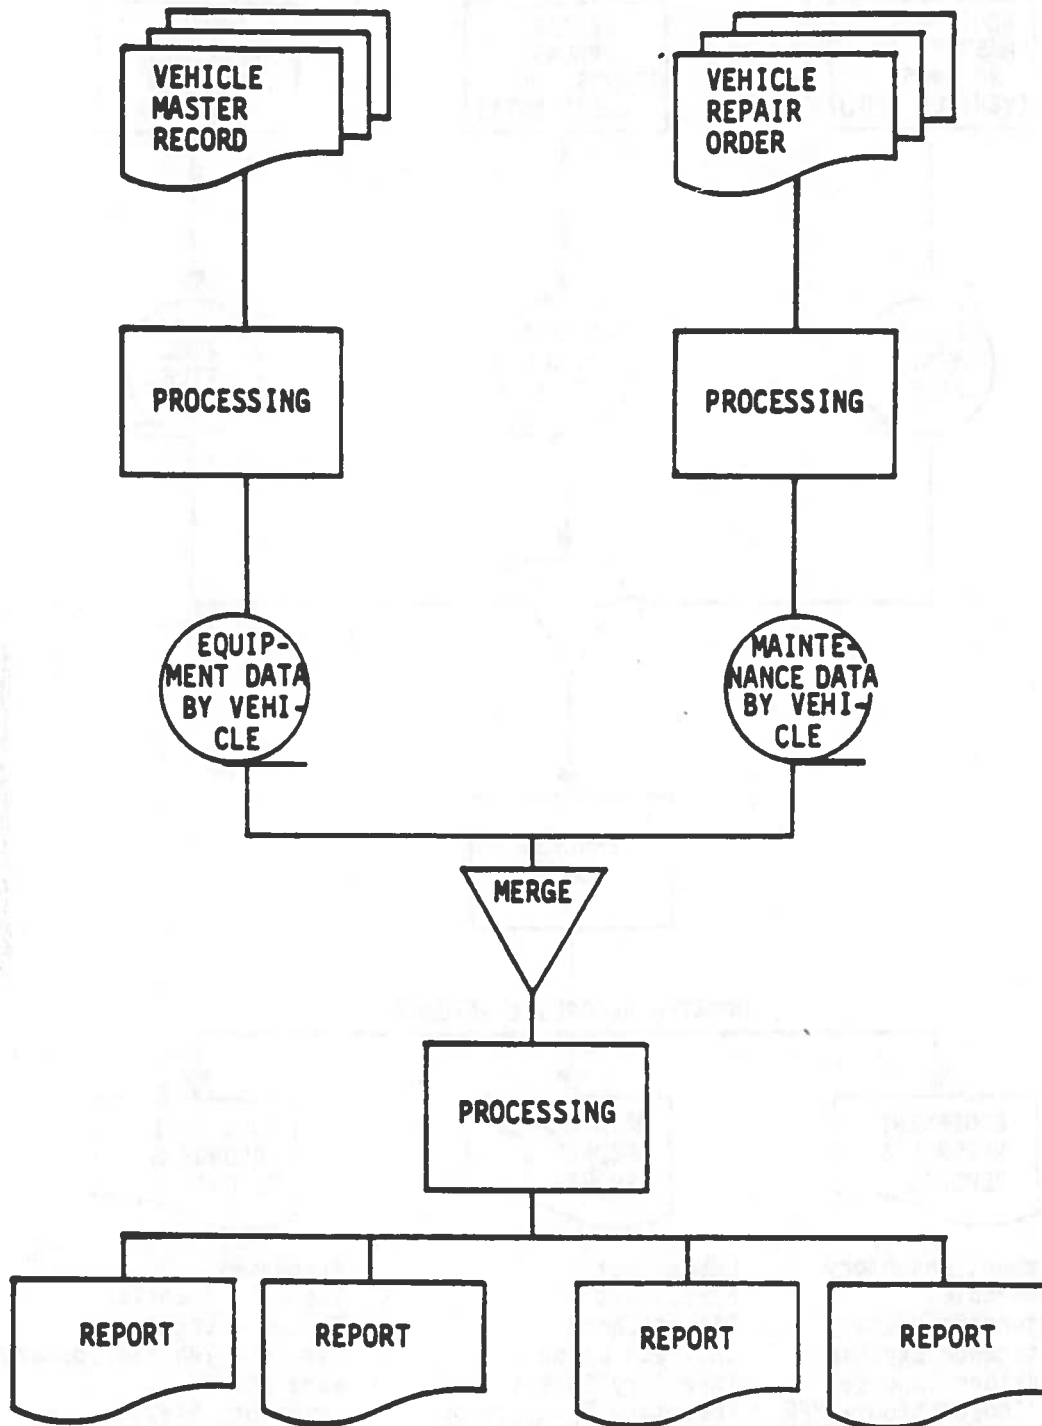 VEHICLE
MASTER
RECORD
VEHICLE
REPAIR
ORDER
PROCESSING
PROCESSING
EQUIP-
MENT DATA
BY VEHI-
CLE
MAINTE-
NANCE DATA
BY VEHI-
CLE
MERGE
PROCESSING
REPORT
REPORT
REPORT
REPORT